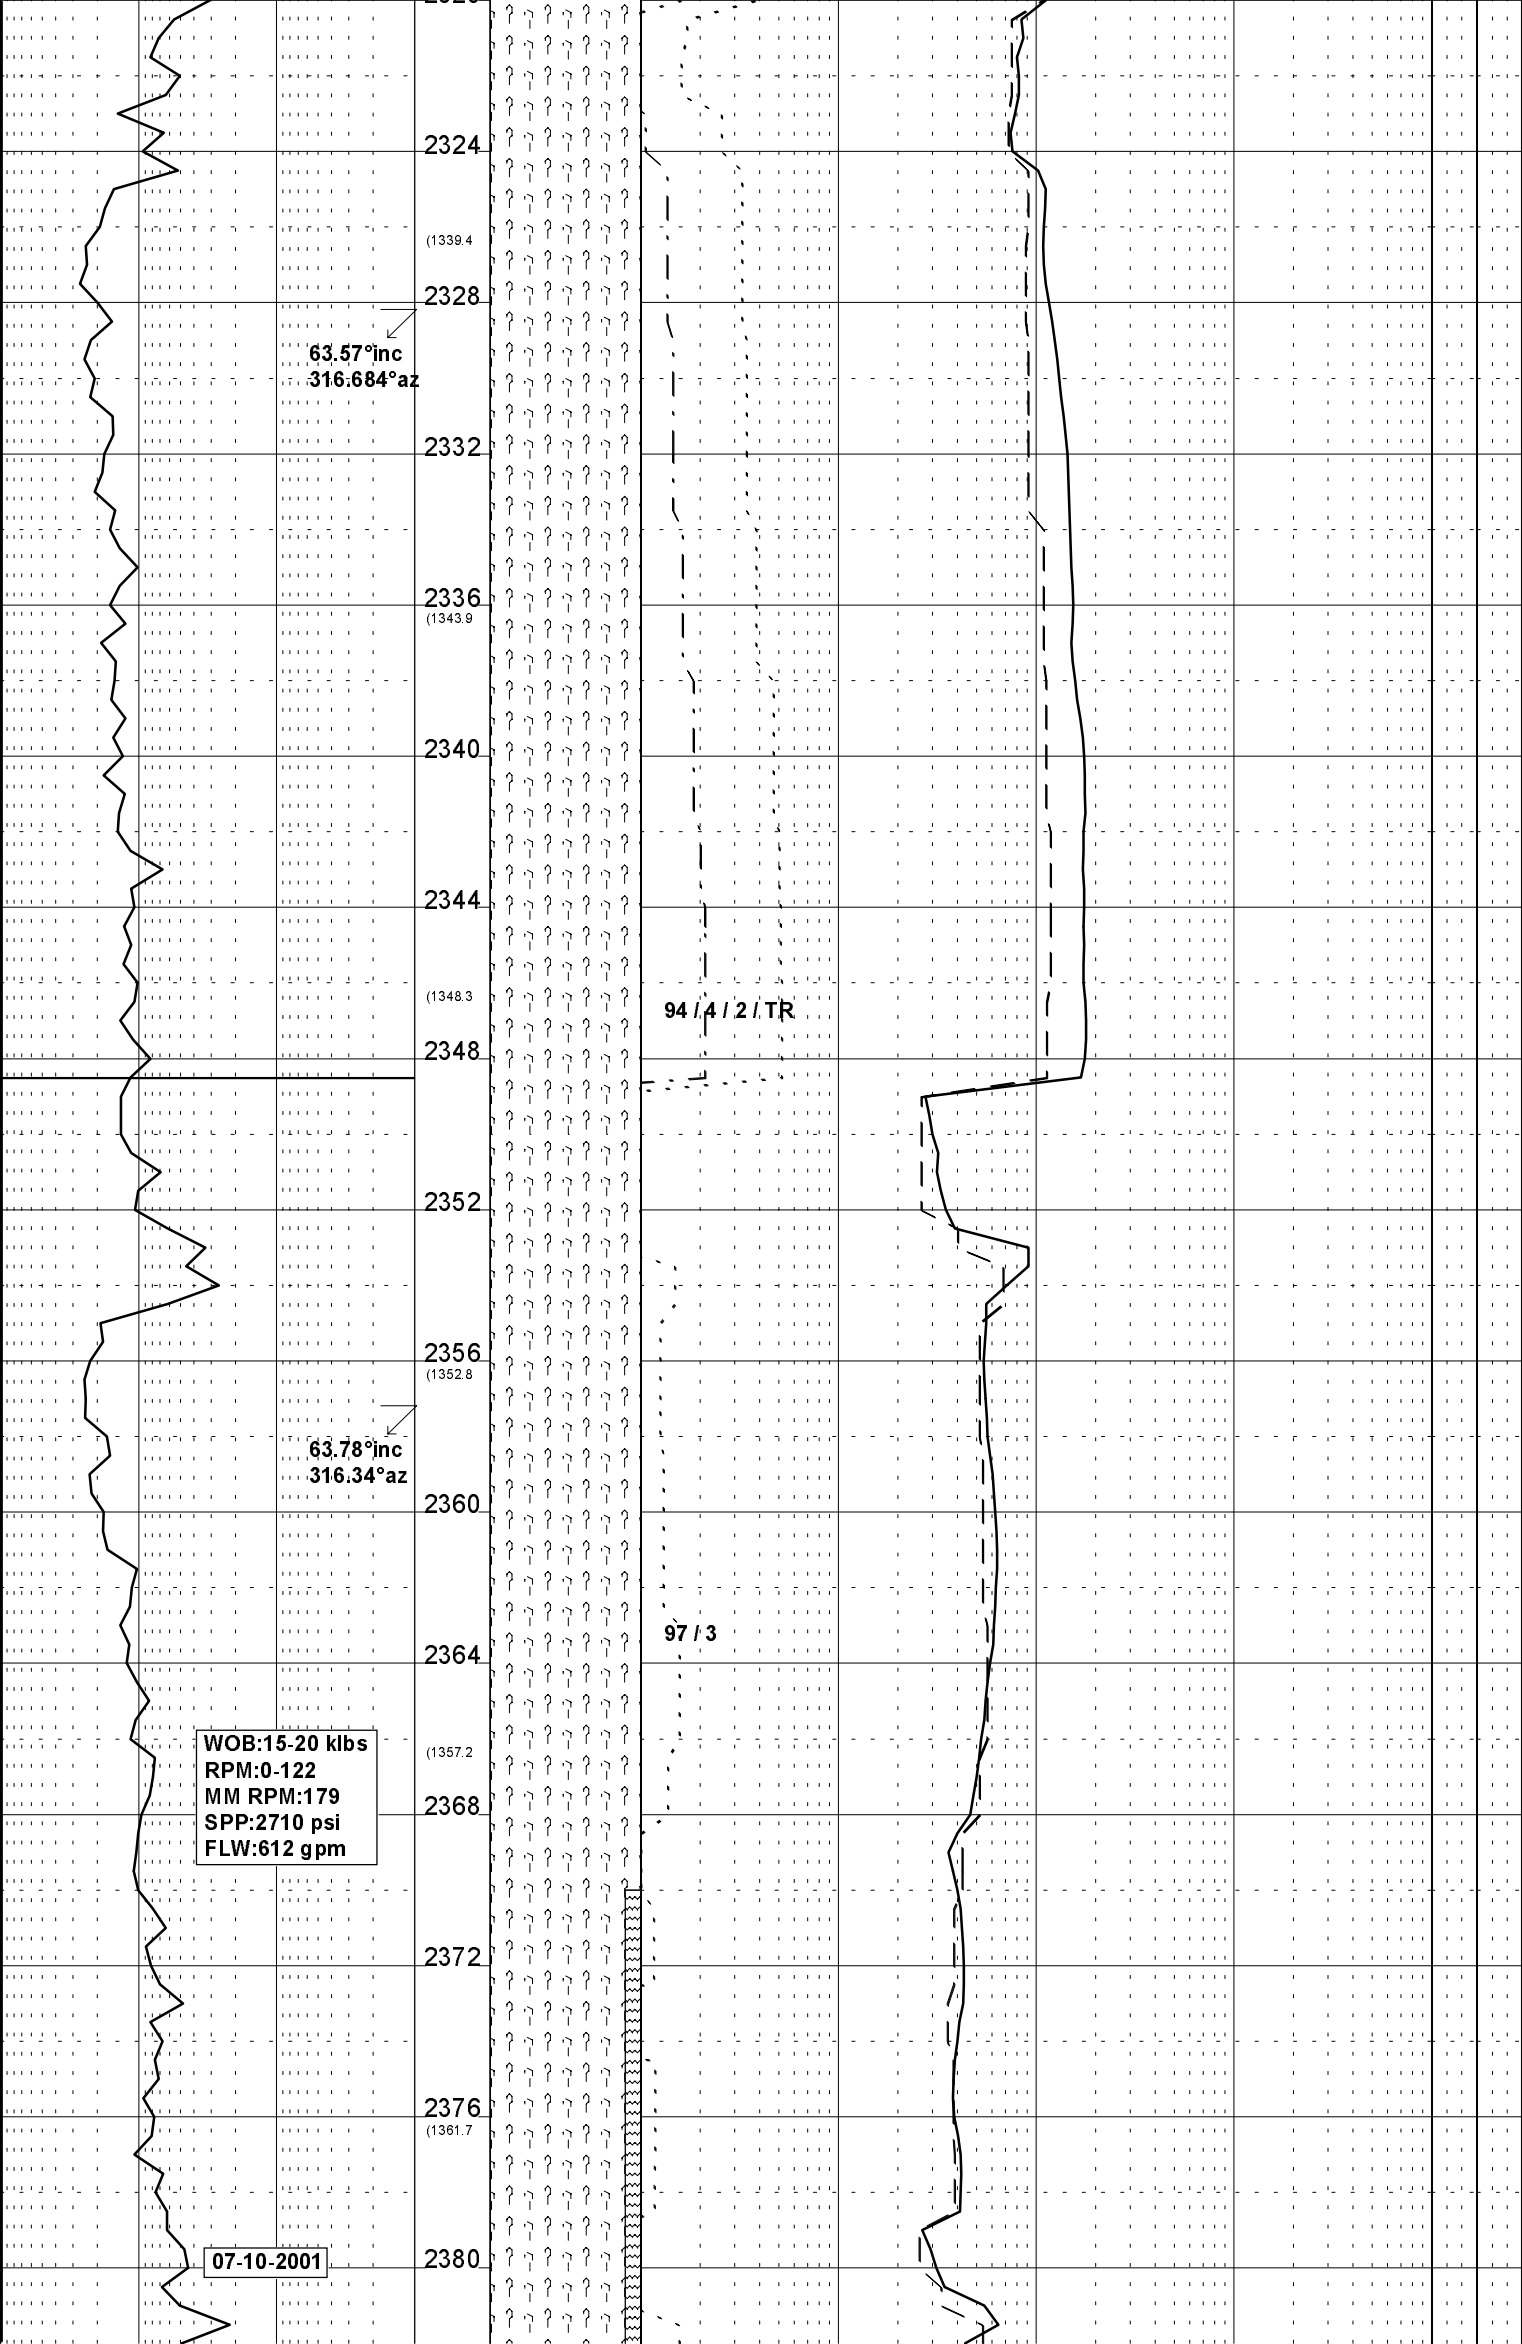 2324
(1339.4
2328
63.57°inc
316.684°az
2332
2336
(1343.9
2340
2344
(1348.3
94 / 4 / 2 / TR
2348
2352
2356
(1352.8
63.78°inc
316.34°az
2360
97 / 3
2364
WOB:15-20 klbs
RPM:0-122
MM RPM:179
SPP:2710 psi
FLW:612 gpm
(1357.2
2368
2372
2376
(1361.7
07-10-2001
2380